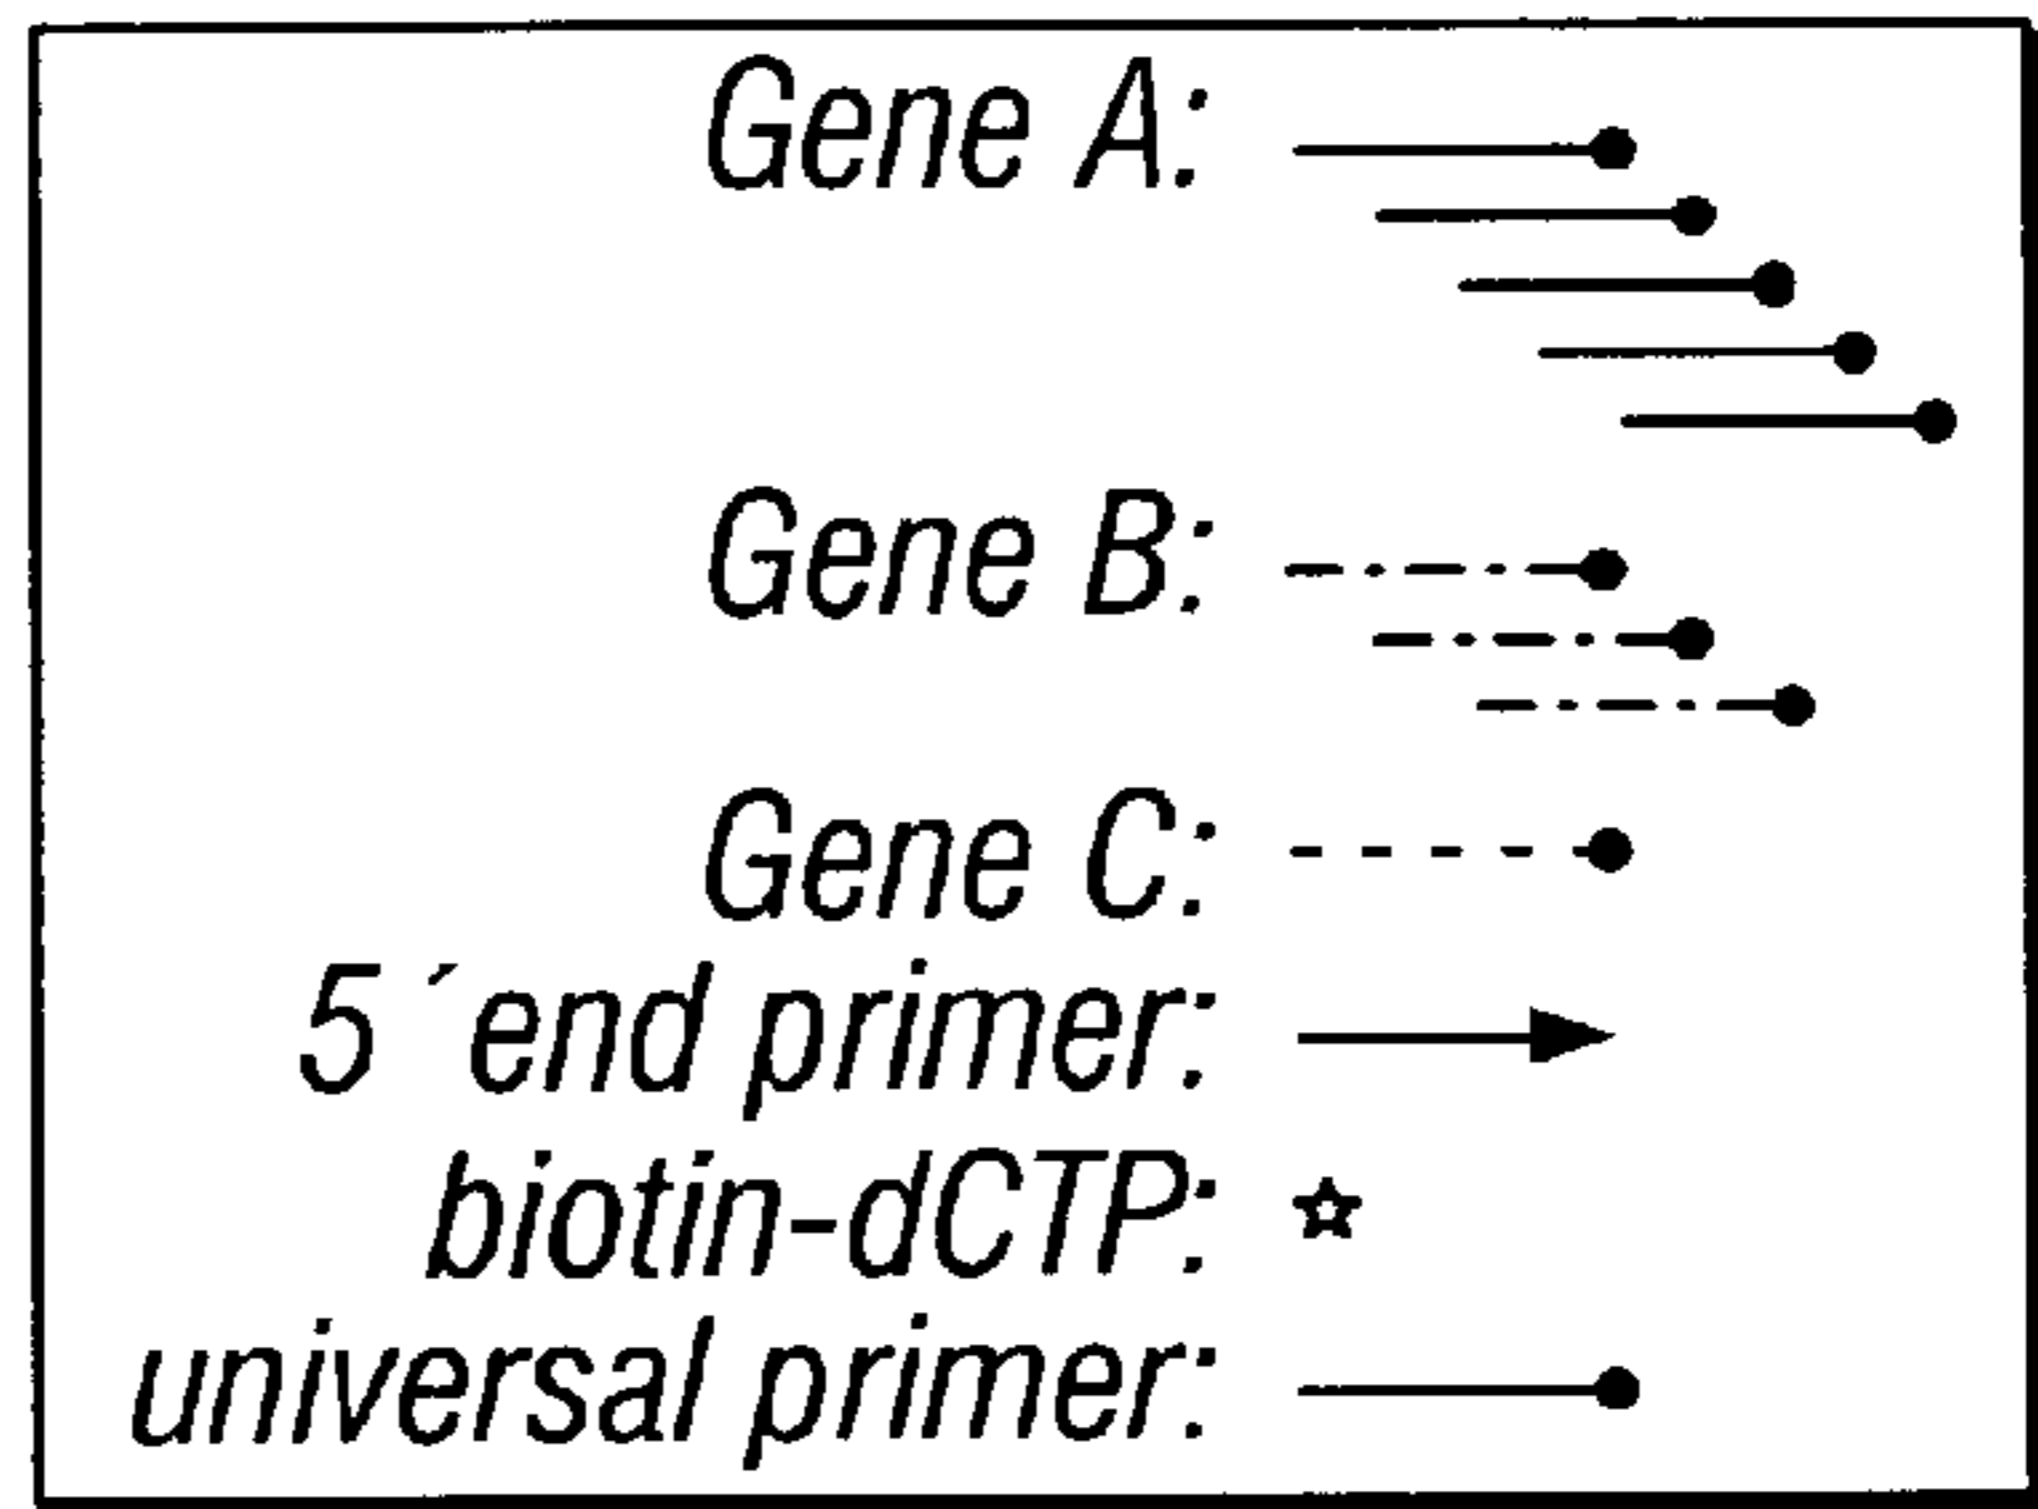 Gene A:
Gene B:
Gene C:
5´end primer:
biotin-dCTP:
universal primer: